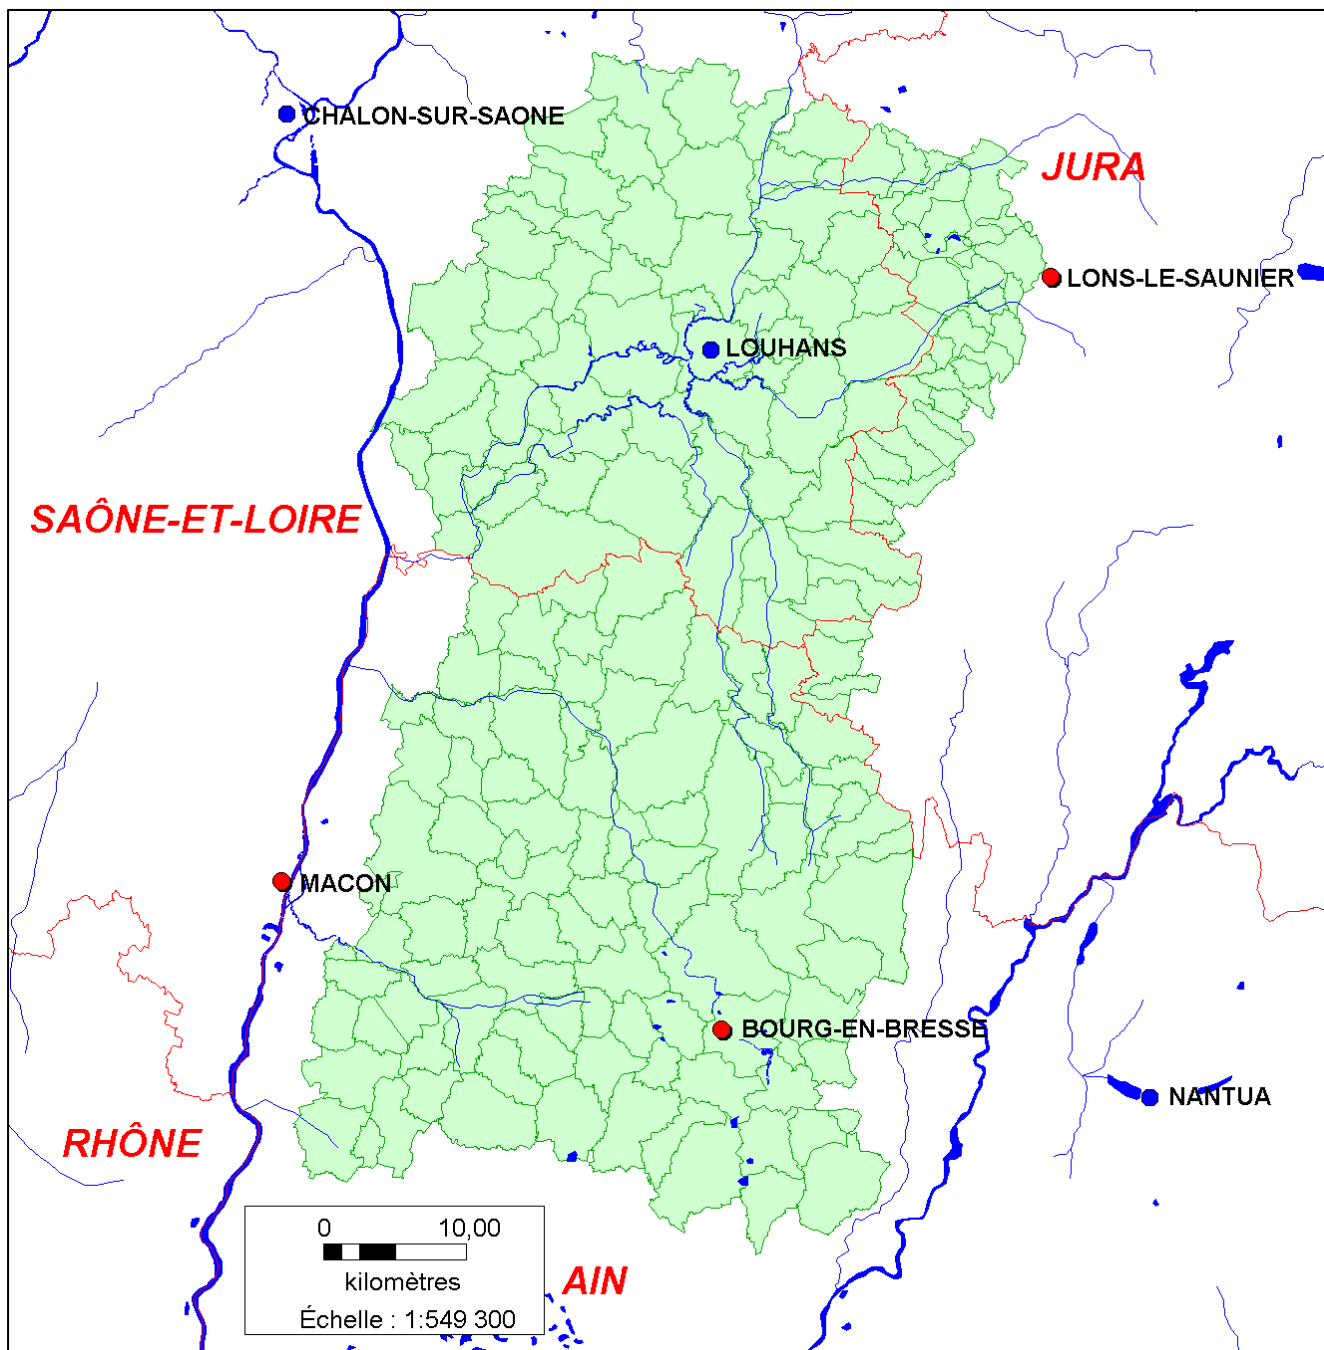 CHALON-SUR-SAONE
JURA
LONS-LE-SAUNIER
LOUHANS
SAÔNE-ET-LOIRE
MACON
BOURG-EN-BRESSE
NANTUA
RHÔNE
0 10,00
kilomètres
Échelle : 1:549 300
AIN